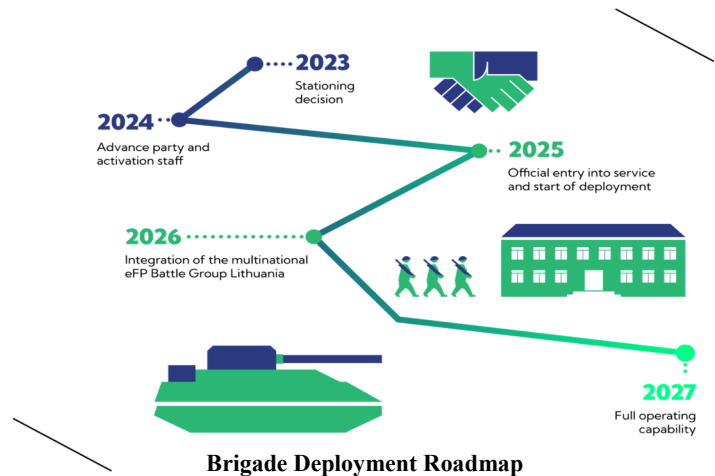 2023
Stationing
decision
2024
Advance party and
activation staff
2025
Official entry into service
and start of deployment
2026
Integration of the multinational
eFP Battle Group Lithuania
2027
Full operating
capability
Brigade Deployment Roadmap